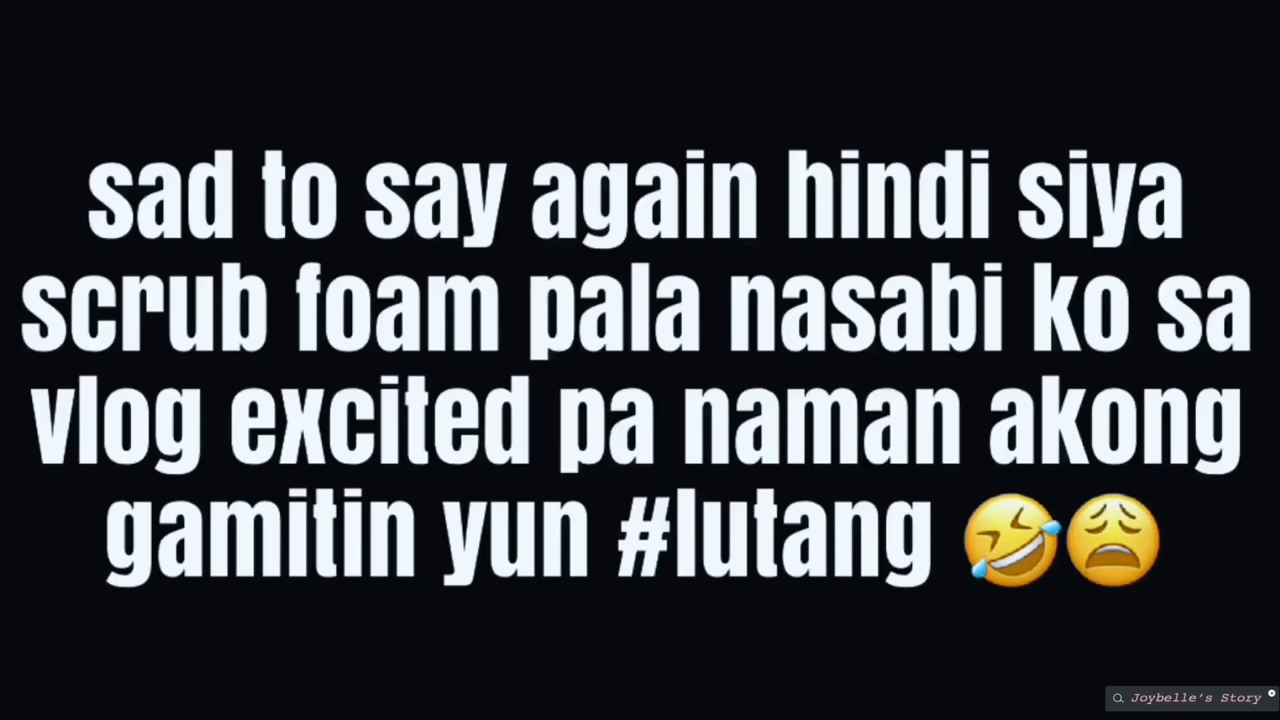 sad to say again hindi siya
scrub foam pala nasabi ko sa
vlog excited pa naman akong
gamitin yun #lutang 🤣😩
Joybelle's Story